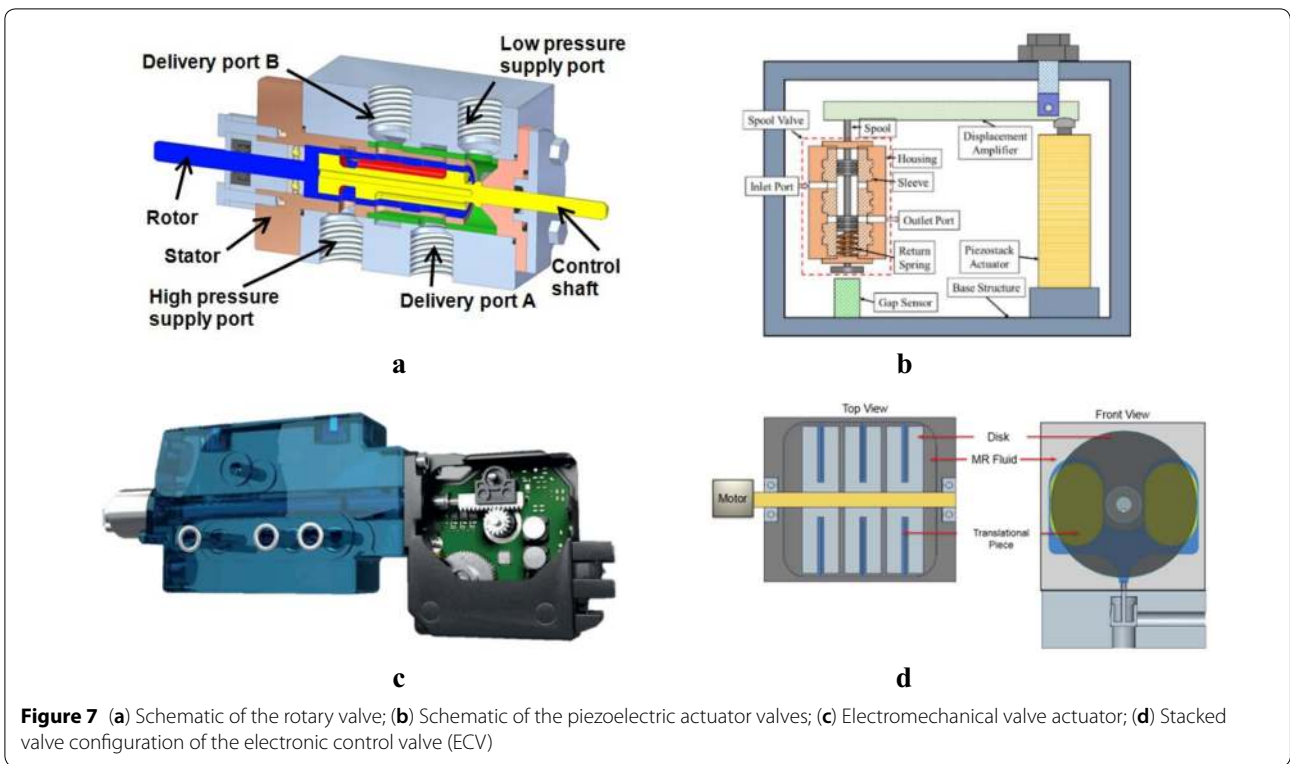 Delivery port B
Low pressure
supply port
Rotor
Stator
High pressure
supply port
Delivery port A
Control
shaft
a
Spool Valve
Spool
Displacement
Amplifier
Housing
Inlet Port
Sleeve
Outlet Port
Return
Spring
Piezostack
Actuator
Gap Sensor
Base Structure
b
c
Top View
Front View
Disk
MR Fluid
Motor
Translational
Piece
d
Figure 7 (a) Schematic of the rotary valve; (b) Schematic of the piezoelectric actuator valves; (c) Electromechanical valve actuator; (d) Stacked
valve configuration of the electronic control valve (ECV)